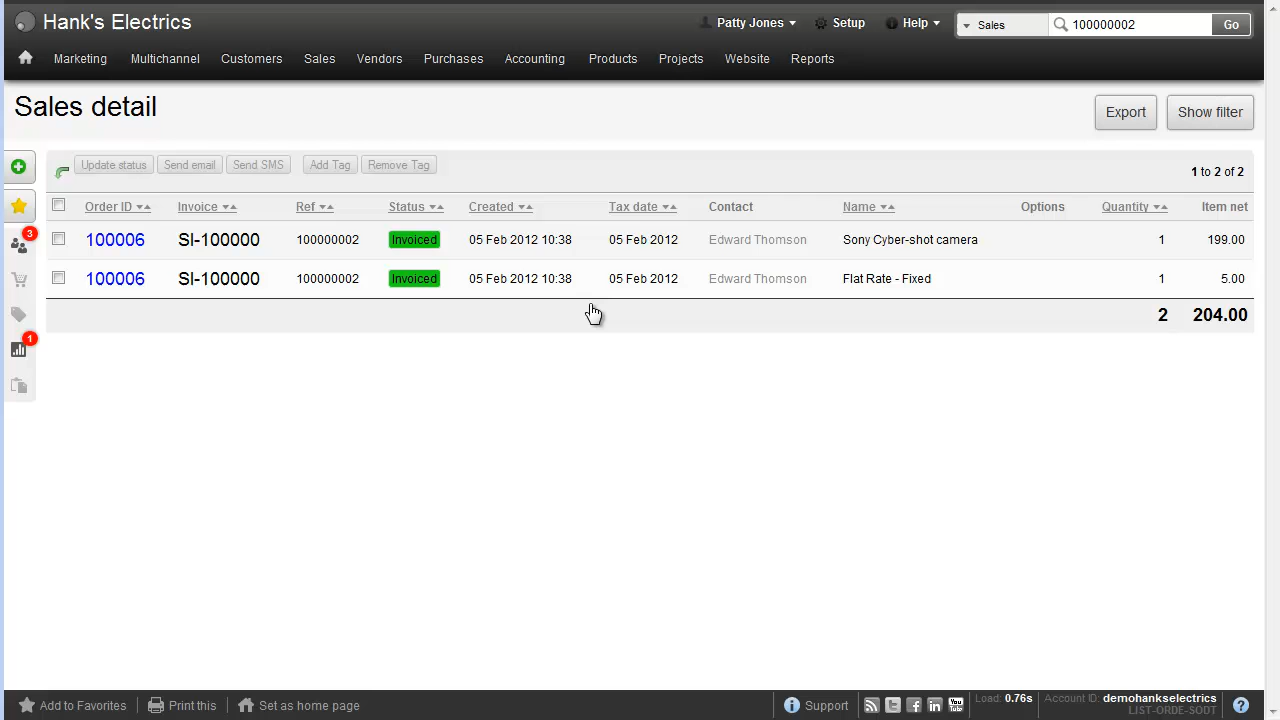 Hank's Electrics
Patty Jones
Setup
Help
Sales
100000002
Go
Marketing
Multichannel
Customers
Sales
Vendors
Purchases
Accounting
Products
Projects
Website
Reports
Sales detail
Export
Show filter
Update status
Send email
Send SMS
Add Tag
Remove Tag
1 to 2 of 2
Order ID Invoice Ref Status Created Tax date Contact Name Options Quantity Item net
3
100006 SI-100000 100000002 Invoiced 05 Feb 2012 10:38 05 Feb 2012 Edward Thomson Sony Cyber-shot camera 1 199.00
100006 SI-100000 100000002 Invoiced 05 Feb 2012 10:38 05 Feb 2012 Edward Thomson Flat Rate - Fixed 1 5.00
2 204.00
1
Add to Favorites
Print this
Set as home page
Support
You Tube
Load: 0.76s
Account ID: demohankselectrics
LIST-ORDE-SODT